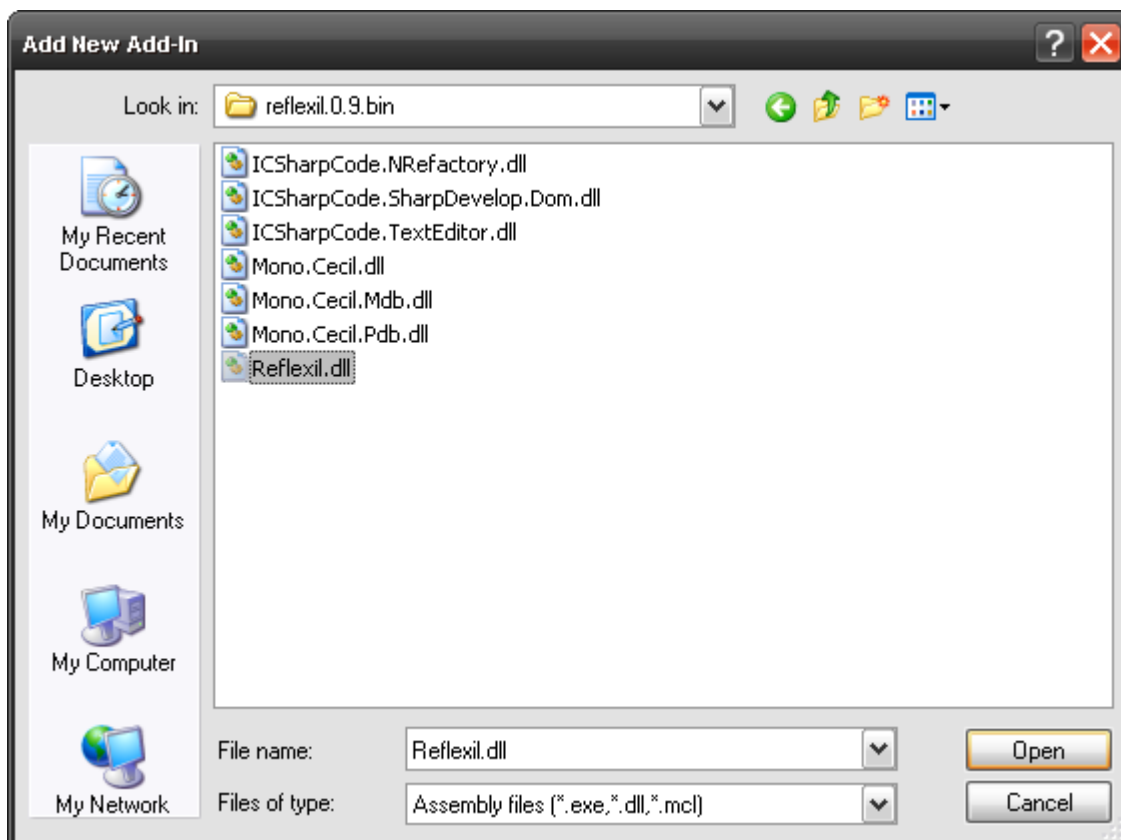 Add New Add-In
Look in: reflexil.0.9.bin
My Recent
Documents
Desktop
My Documents
My Computer
My Network
ICSharpCode.NRefactory.dll
ICSharpCode.SharpDevelop.Dom.dll
ICSharpCode.TextEditor.dll
Mono.Cecil.dll
Mono.Cecil.Mdb.dll
Mono.Cecil.Pdb.dll
Reflexil.dll
File name: Reflexil.dll Open
Files of type: Assembly files (*.exe,*.dll,*.mcl) Cancel